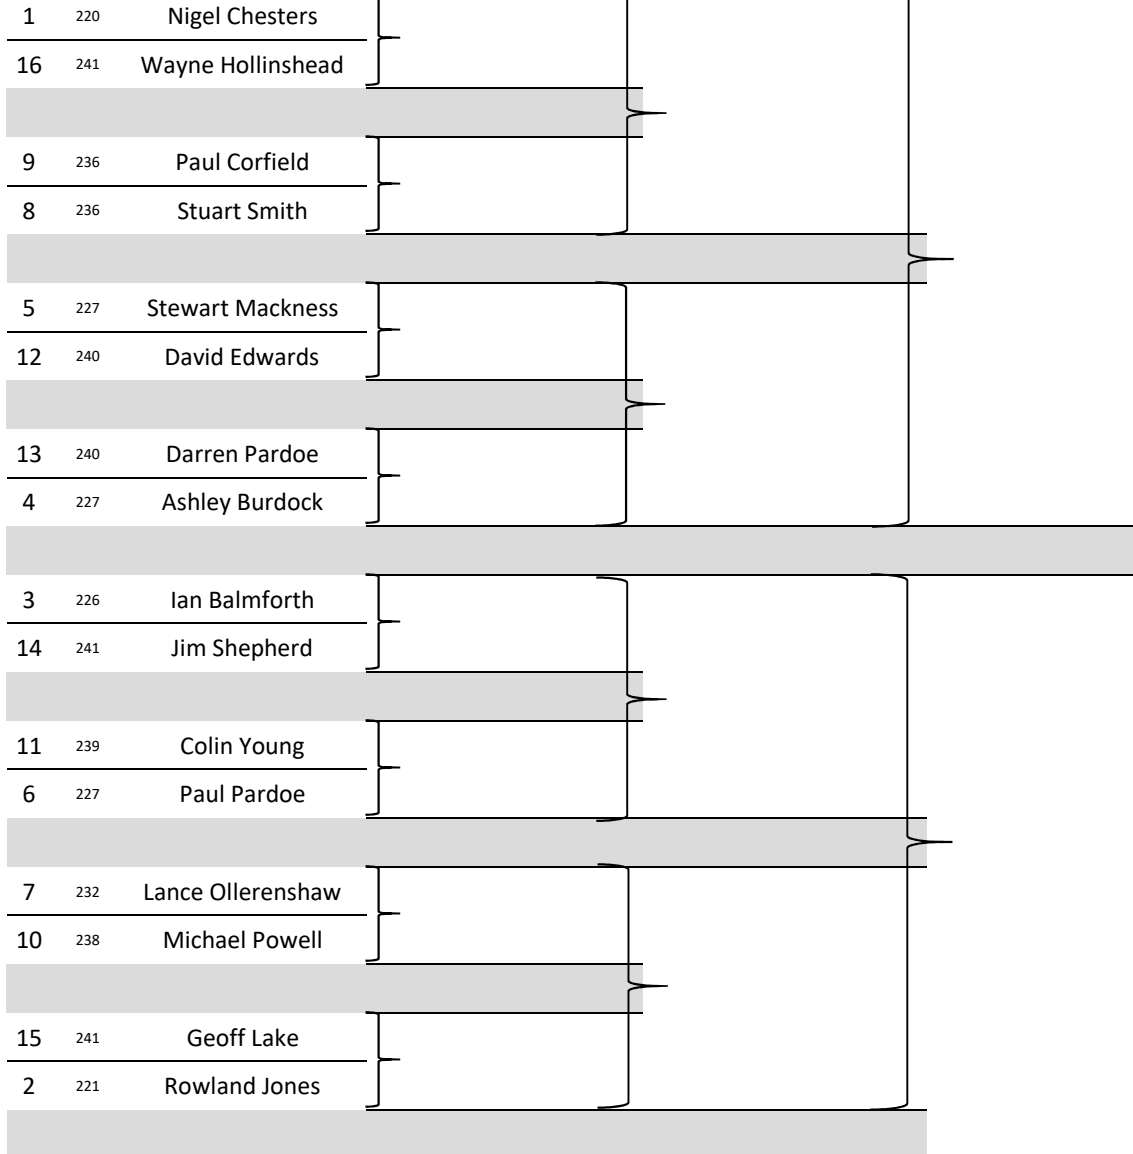 1 220 Nigel Chesters
16 241 Wayne Hollinshead
9 236 Paul Corfield
8 236 Stuart Smith
5 227 Stewart Mackness
12 240 David Edwards
13 240 Darren Pardoe
4 227 Ashley Burdock
3 226 Ian Balmforth
14 241 Jim Shepherd
11 239 Colin Young
6 227 Paul Pardoe
7 232 Lance Ollerenshaw
10 238 Michael Powell
15 241 Geoff Lake
2 221 Rowland Jones